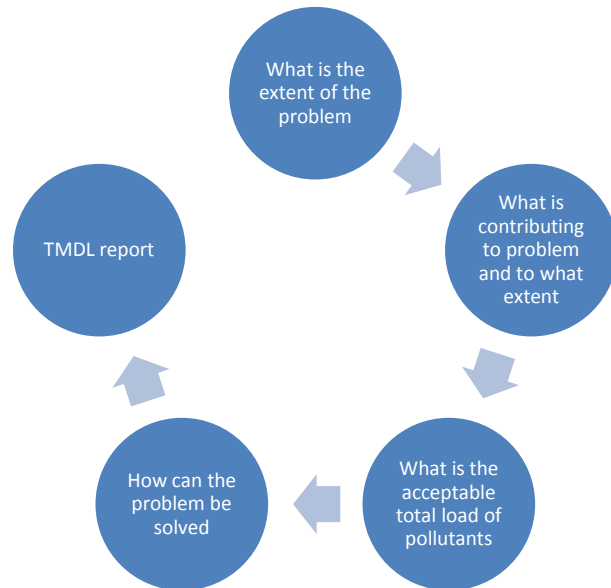 What is the
extent of the
problem
What is
contributing
to problem
and to what
extent
What is the
acceptable
total load of
pollutants
How can the
problem be
solved
TMDL report